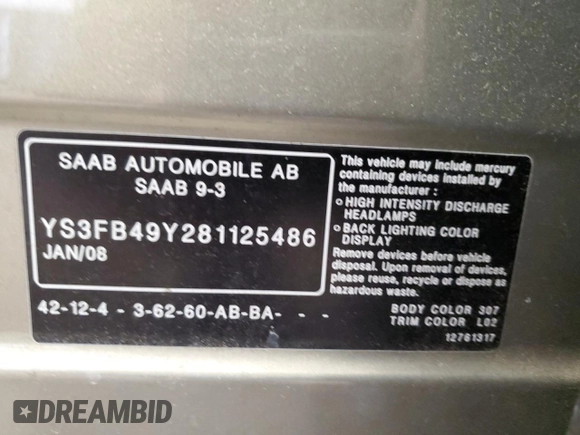 SAAB AUTOMOBILE AB
SAAB 9-3
YS3FB49Y281125486
JAN/08
42-12-4 - 3-62-60-AB-BA- - -
This vehicle may include mercury
containing devices installed by
the manufacturer :
○HIGH INTENSITY DISCHARGE
HEADLAMPS
○BACK LIGHTING COLOR
DISPLAY
Remove devices before vehicle
disposal. Upon removal of devices,
please reuse, recycle or dispose as
hazardous waste.
BODY COLOR 307
TRIM COLOR L02
12761317
DREAMBID